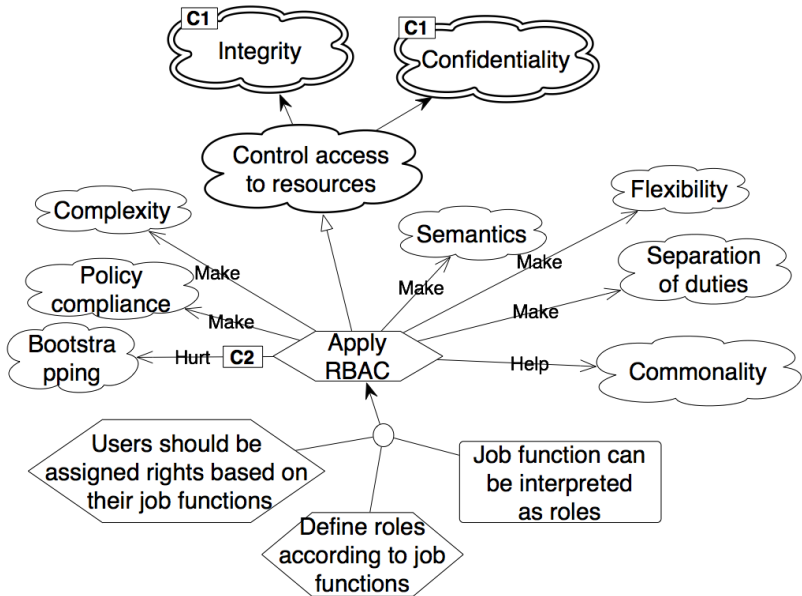 C1
Integrity
C1
Confidentiality
Control access
to resources
Complexity
Semantics
Flexibility
Make
Make
Policy
compliance
Separation
of duties
Make
Make
Make
Bootstra
pping
Hurt
C2
Apply
RBAC
Help
Commonality
Users should be
assigned rights based on
their job functions
Job function can
be interpreted
as roles
Define roles
according to job
functions